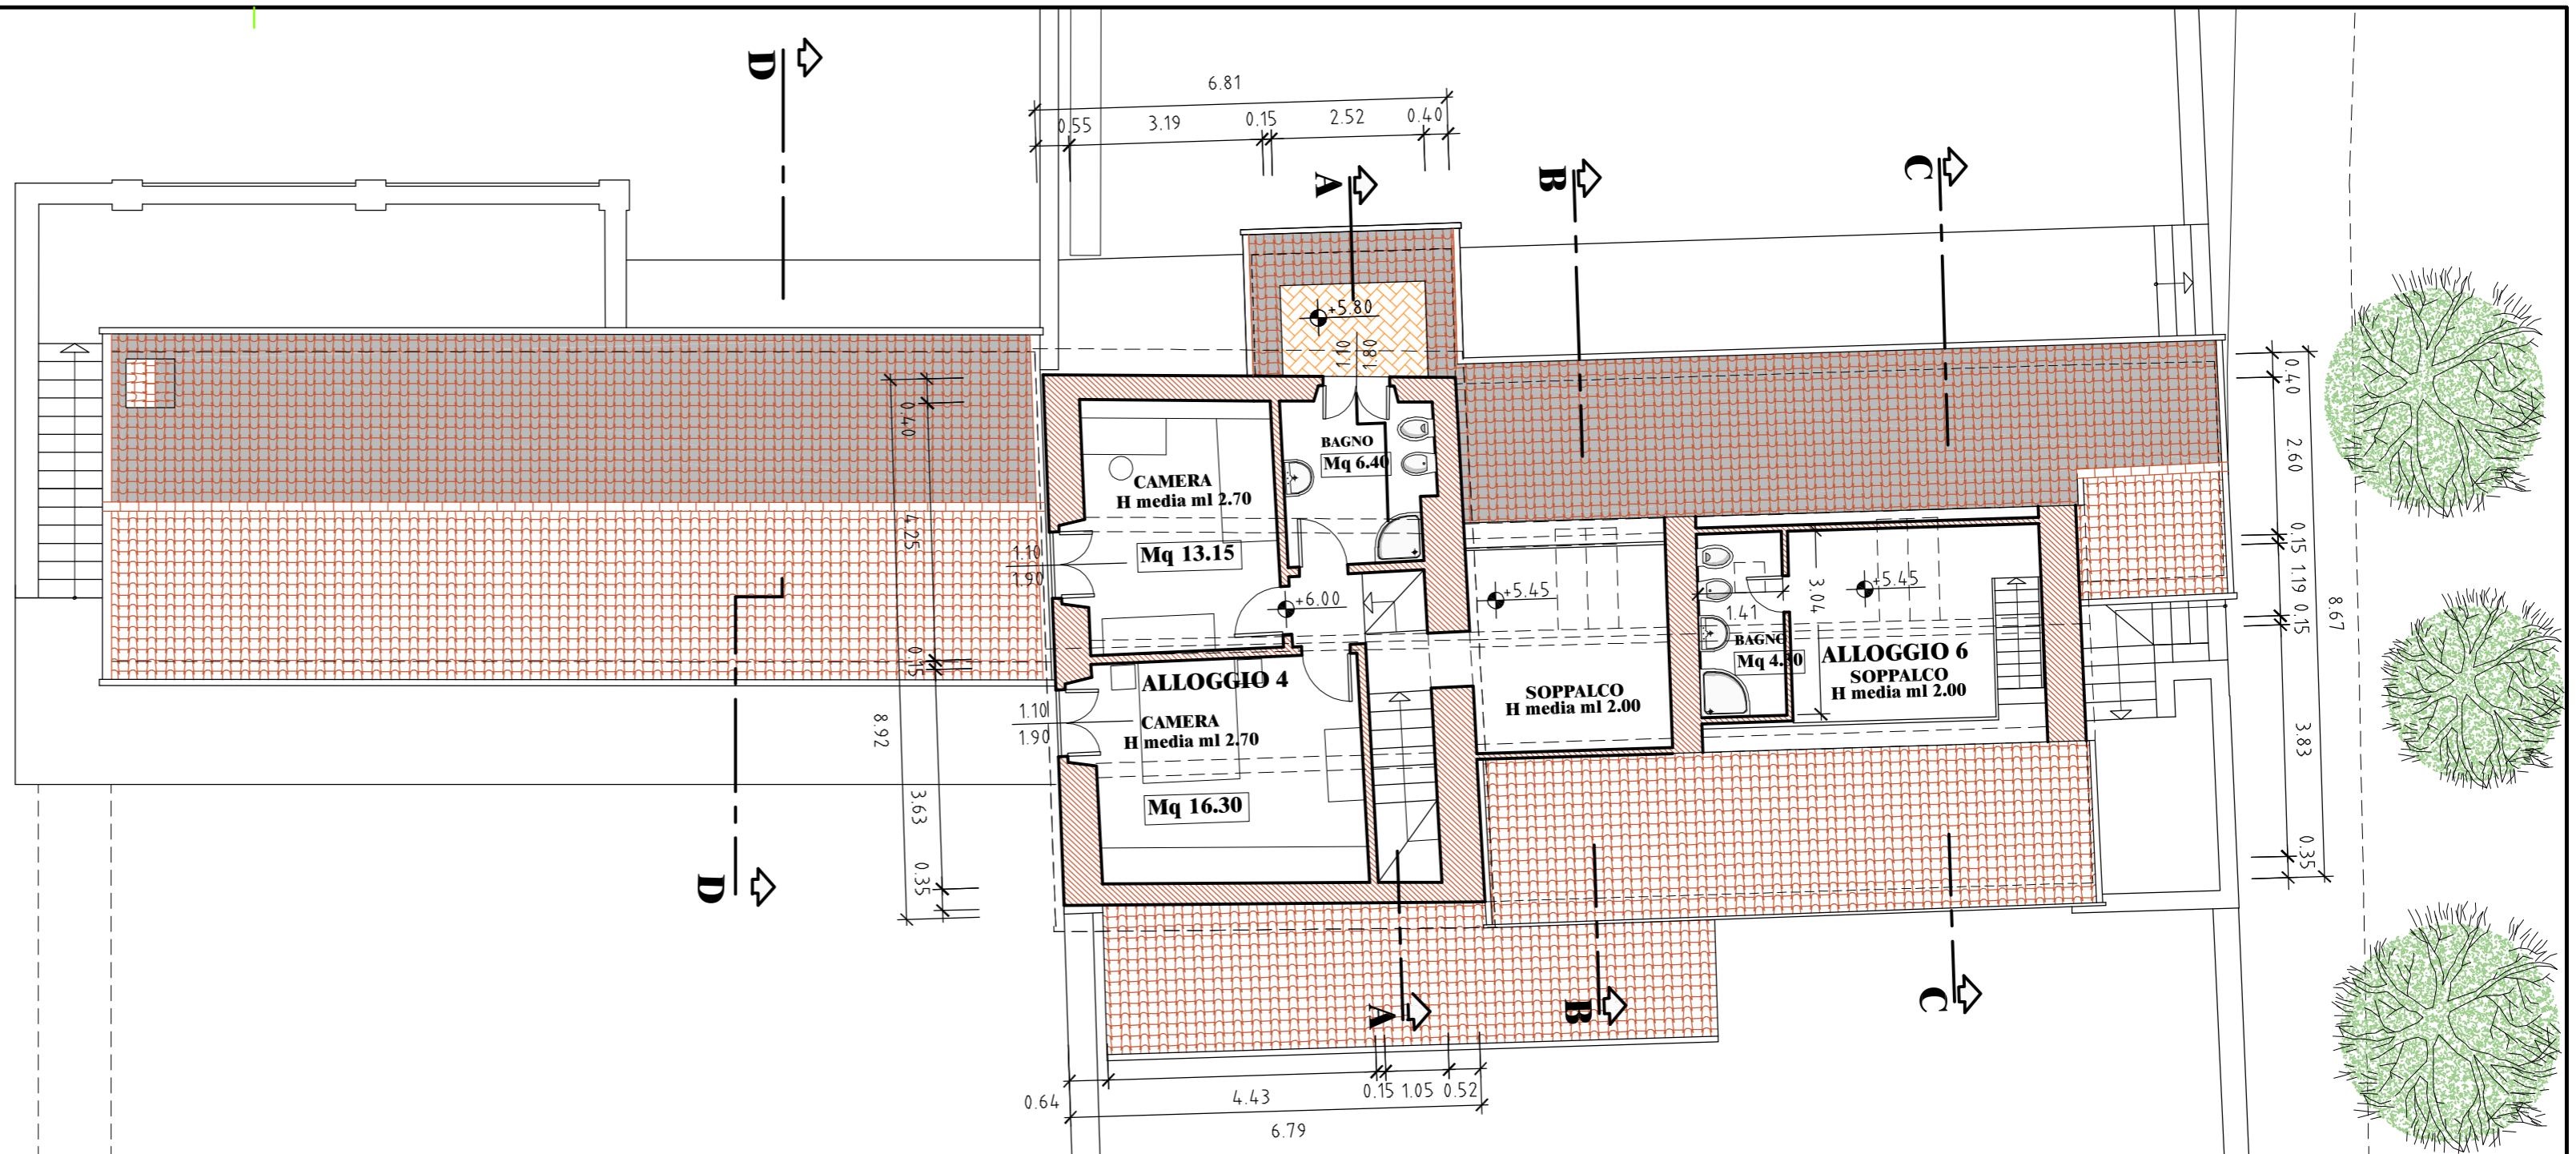 D
6.81
0.55 3.19 0.15 2.52 0.40
A
B
C
+5.80
1.10
1.80
BAGNO
Mq 6.40
CAMERA
H media ml 2.70
Mq 13.15
1.10
1.90
+6.00
ALLOGGIO 4
CAMERA
H media ml 2.70
Mq 16.30
1.10
1.90
0.40
4.25
0.15
8.92
3.63
0.35
+5.45
SOPPALCO
H media ml 2.00
1.41
3.04
BAGNO
+5.45
ALLOGGIO 6
SOPPALCO
H media ml 2.00
0.40
2.60
0.15
1.19
0.15
8.67
3.83
0.35
D
A
B
C
0.64 4.43 0.15 1.05 0.52
6.79